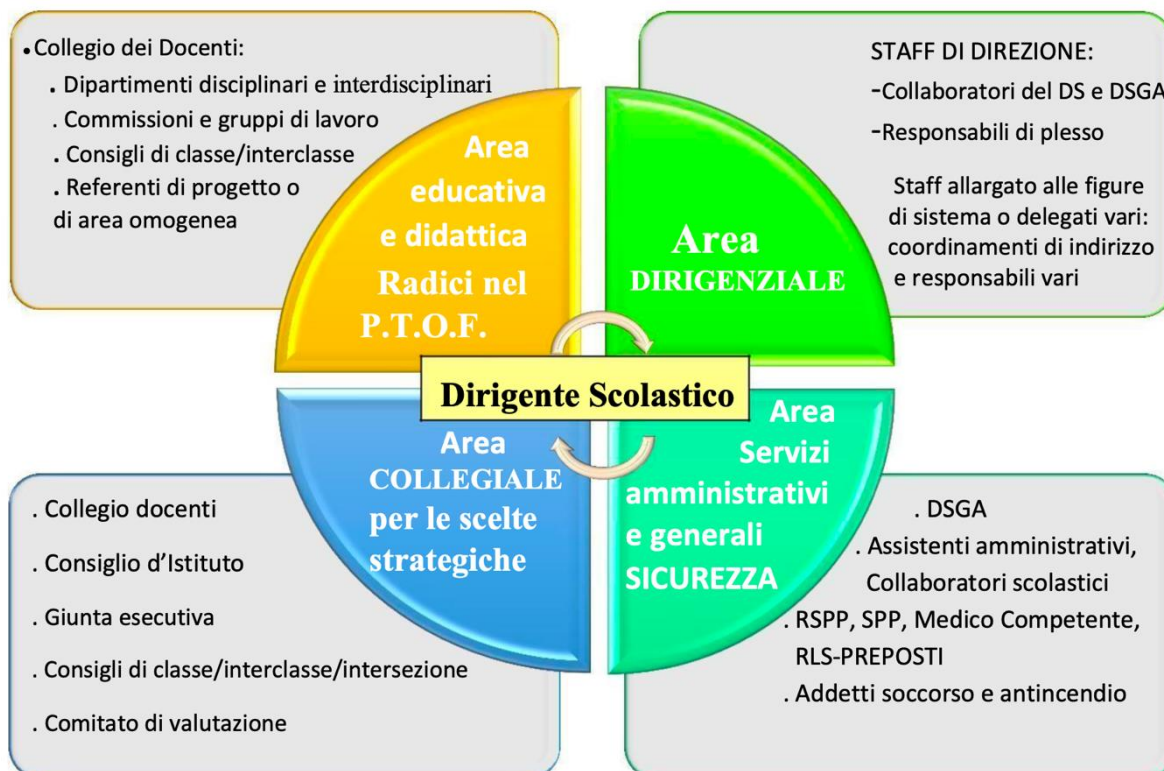 .Collegio dei Docenti:
. Dipartimenti disciplinari e interdisciplinari
. Commissioni e gruppi di lavoro
. Consigli di classe/interclasse
. Referenti di progetto o
di area omogenea
STAFF DI DIREZIONE:
-Collaboratori del DS e DSGA
-Responsabili di plesso
Staff allargato alle figure
di sistema o delegati vari:
coordinamenti di indirizzo
e responsabili vari
Area
educativa
e didattica
Radici nel
P.T.O.F.
Area
DIRIGENZIALE
Dirigente Scolastico
Area
COLLEGIALE
per le scelte
strategiche
Area
Servizi
amministrativi
e generali
SICUREZZA
. Collegio docenti
. Consiglio d'Istituto
. Giunta esecutiva
. Consigli di classe/interclasse/intersezione
. Comitato di valutazione
. DSGA
. Assistenti amministrativi,
Collaboratori scolastici
. RSPP, SPP, Medico Competente,
RLS-PREPOSTI
. Addetti soccorso e antincendio